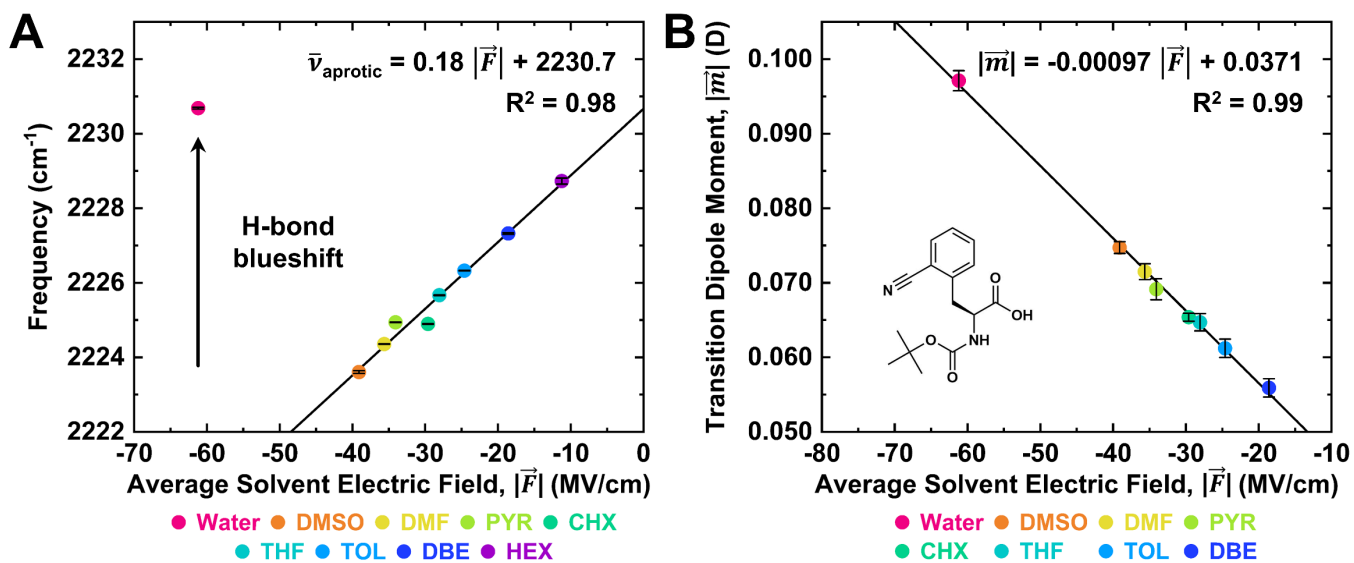 A
2232
2230
2228
2226
2224
2222
Frequency (cm⁻¹)
ν̄aprotic = 0.18 |F⃗| + 2230.7
R² = 0.98
H-bond
blueshift
-70 -60 -50 -40 -30 -20 -10 0
Average Solvent Electric Field, |F⃗| (MV/cm)
Water DMSO DMF PYR CHX
THF TOL DBE HEX
B
0.100
0.090
0.080
0.070
0.060
0.050
Transition Dipole Moment, |m⃗| (D)
|m⃗| = -0.00097 |F⃗| + 0.0371
R² = 0.99
N
O
OH
O
NH
O
-80 -70 -60 -50 -40 -30 -20 -10
Average Solvent Electric Field, |F⃗| (MV/cm)
Water DMSO DMF PYR
CHX THF TOL DBE